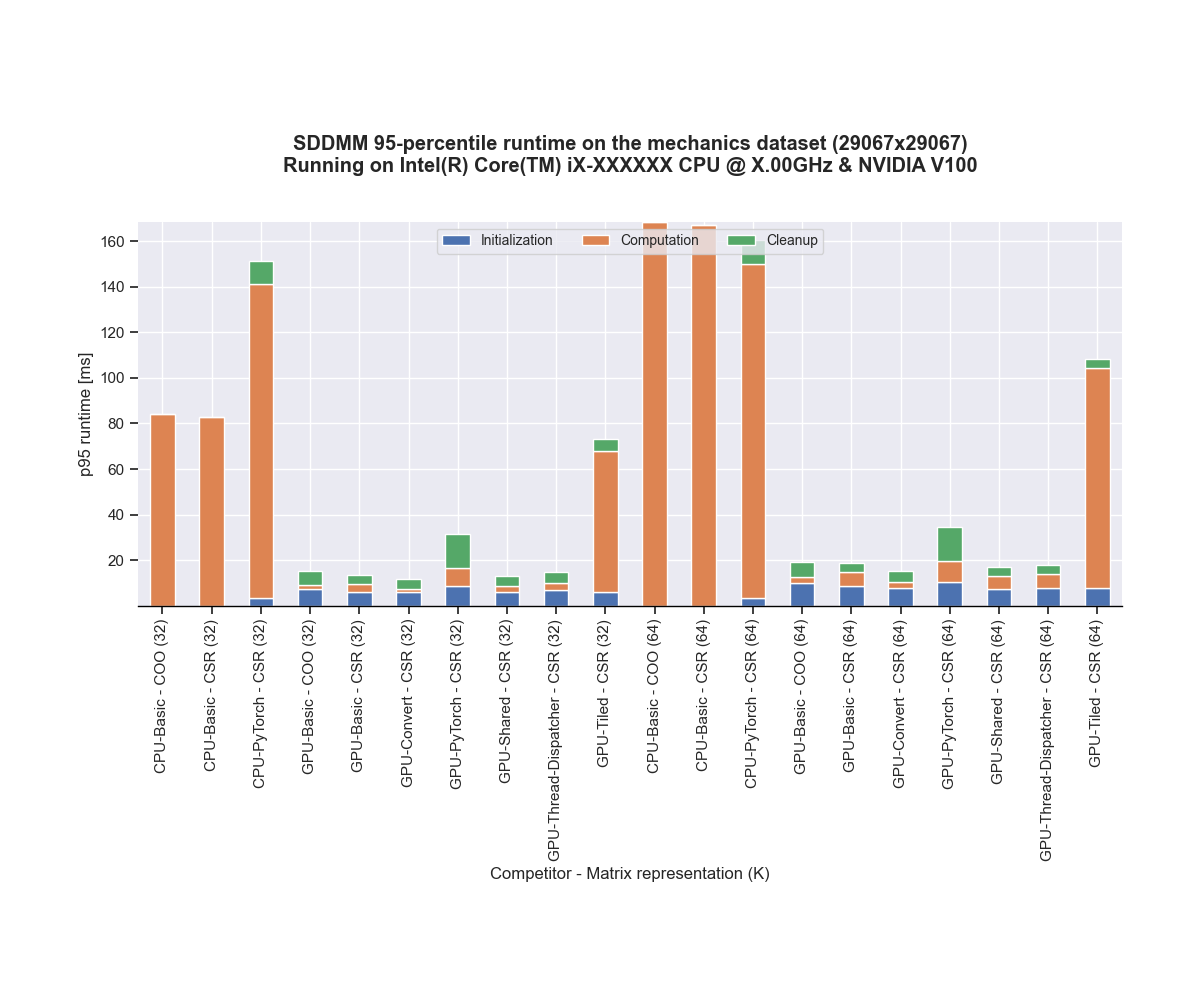 SDDMM 95-percentile runtime on the mechanics dataset (29067x29067)
Running on Intel(R) Core(TM) iX-XXXXXX CPU @ X.00GHz & NVIDIA V100
Initialization
Computation
Cleanup
p95 runtime [ms]
160
140
120
100
80
60
40
20
CPU-Basic - COO (32)
CPU-Basic - CSR (32)
CPU-PyTorch - CSR (32)
GPU-Basic - COO (32)
GPU-Basic - CSR (32)
GPU-Convert - CSR (32)
GPU-PyTorch - CSR (32)
GPU-Shared - CSR (32)
GPU-Thread-Dispatcher - CSR (32)
GPU-Tiled - CSR (32)
CPU-Basic - COO (64)
CPU-Basic - CSR (64)
CPU-PyTorch - CSR (64)
GPU-Basic - COO (64)
GPU-Basic - CSR (64)
GPU-Convert - CSR (64)
GPU-PyTorch - CSR (64)
GPU-Shared - CSR (64)
GPU-Thread-Dispatcher - CSR (64)
GPU-Tiled - CSR (64)
Competitor - Matrix representation (K)